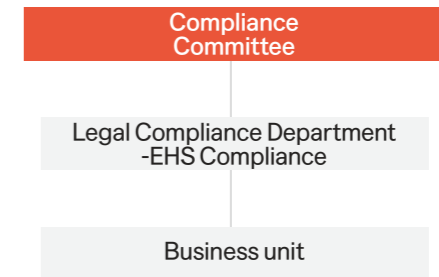 Compliance
Committee
Legal Compliance Department
-EHS Compliance
Business unit